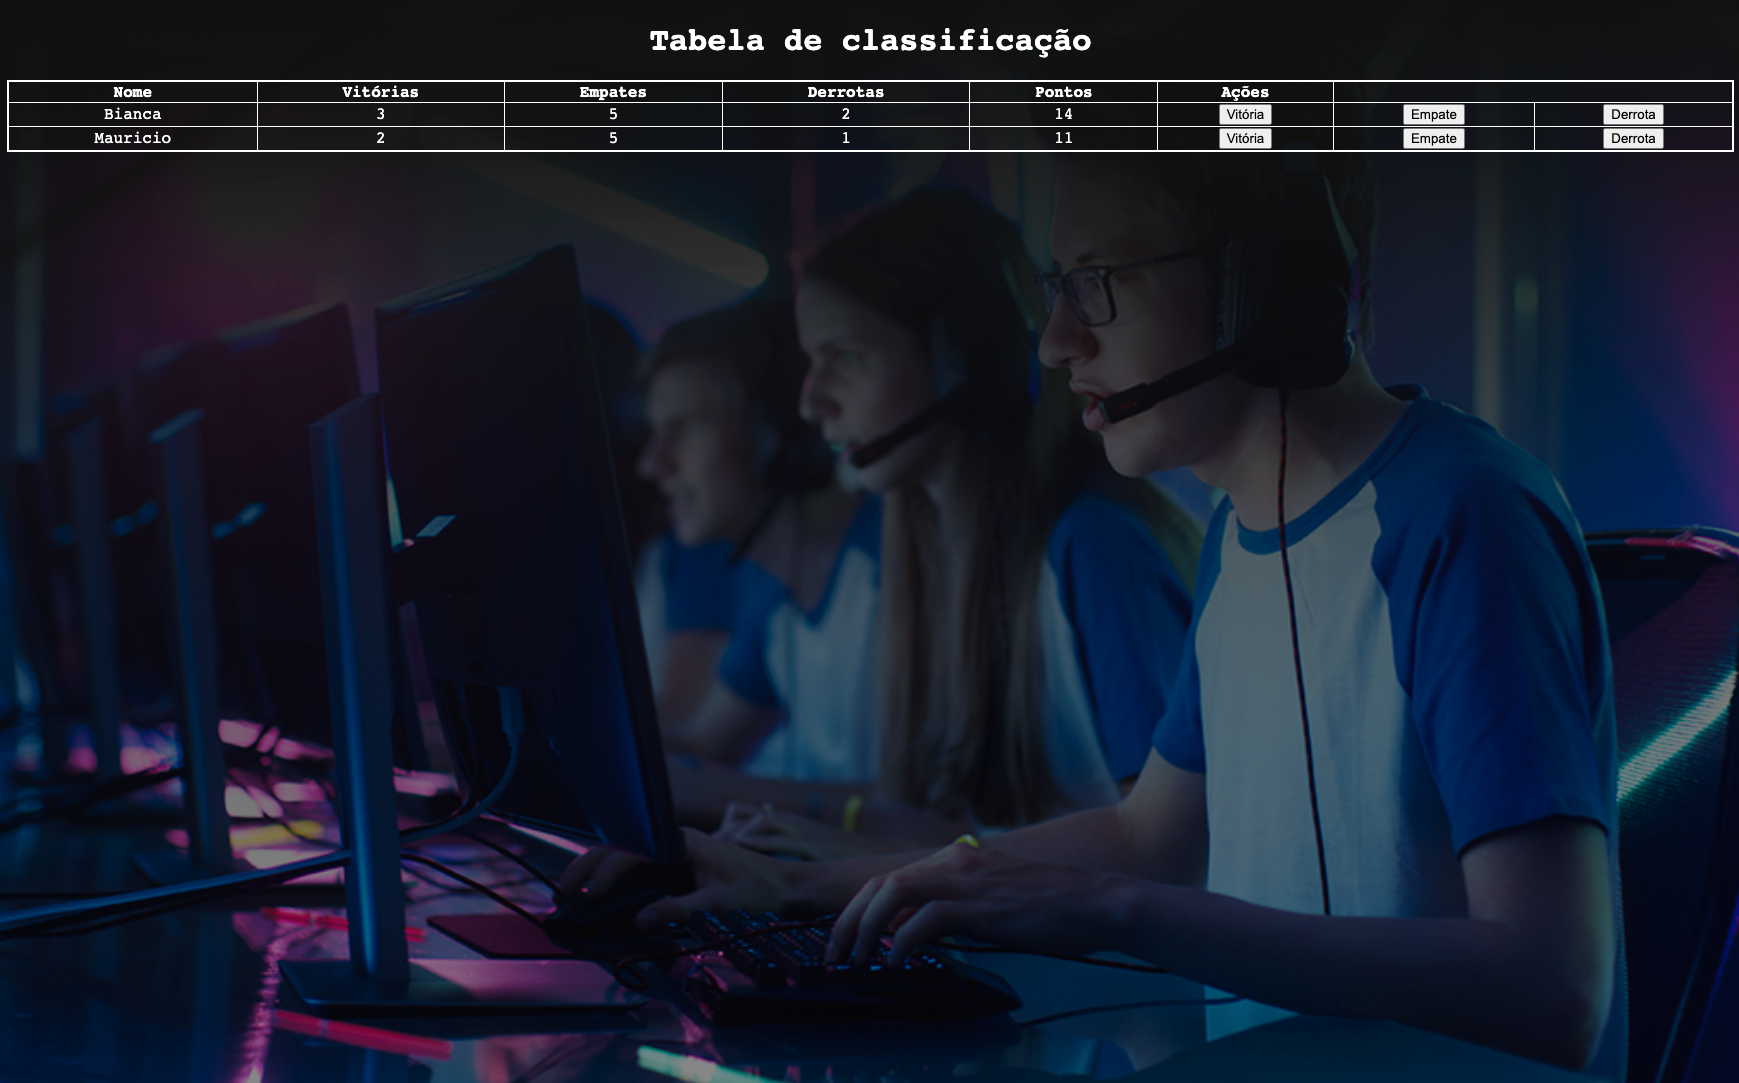 Tabela de classificação
Nome Vitórias Empates Derrotas Pontos Ações
Bianca 3 5 2 14 Vitória Empate Derrota
Mauricio 2 5 1 11 Vitória Empate Derrota